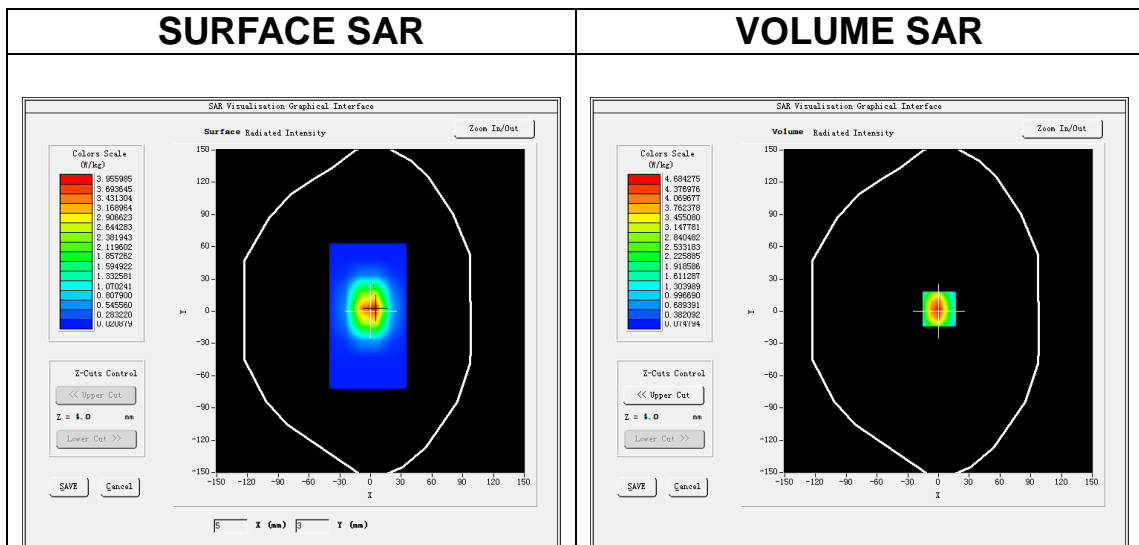 SURFACE SAR
VOLUME SAR
SAR Visualisation Graphical Interface
Surface Radiated Intensity
Zoom In/Out
Colors Scale
(W/kg)
3.955985
3.693645
3.431304
3.168964
2.906623
2.644283
2.381943
2.119602
1.857262
1.594922
1.332581
1.070241
0.807900
0.545560
0.283220
0.020879
150
120
90
60
30
0
-30
-60
-90
-120
-150
Y
-150 -120 -90 -60 -30 0 30 60 90 120 150
X
Z-Cuts Control
<< Upper Cut
Z = 4.0 mm
Lower Cut >>
SAVE Cancel
5 X (mm) 3 Y (mm)
SAR Visualisation Graphical Interface
Volume Radiated Intensity
Zoom In/Out
Colors Scale
(W/kg)
4.684275
4.376976
4.069677
3.762378
3.455080
3.147781
2.840482
2.533183
2.225885
1.918586
1.611287
1.303989
0.996690
0.689391
0.382092
0.074794
150
120
90
60
30
0
-30
-60
-90
-120
-150
Y
-150 -120 -90 -60 -30 0 30 60 90 120 150
X
Z-Cuts Control
<< Upper Cut
Z = 4.0 mm
Lower Cut >>
SAVE Cancel